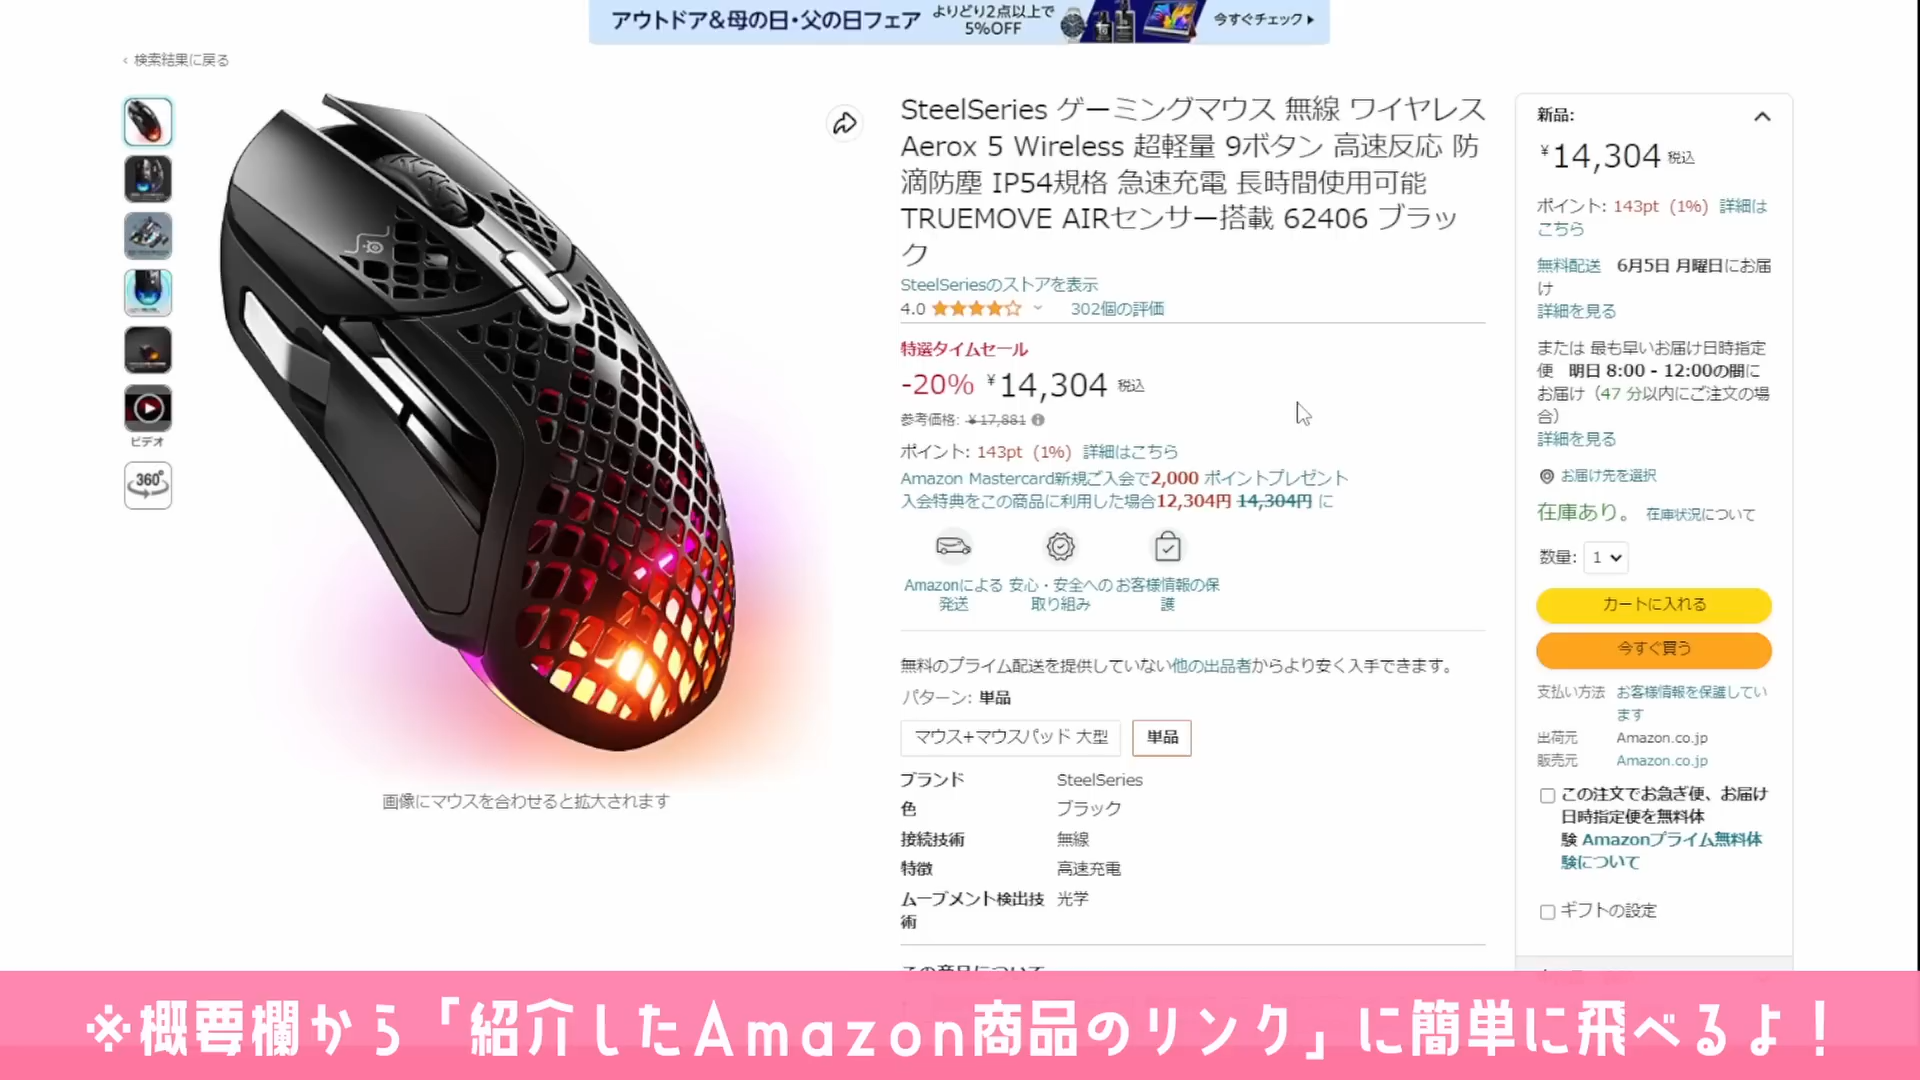 アウトドア＆母の日・父の日フェア
よりどり2点以上で
5％OFF
今すぐチェック
‹ 検索結果に戻る
360°
ビデオ
画像にマウスを合わせると拡大されます
SteelSeries ゲーミングマウス 無線 ワイヤレス
Aerox 5 Wireless 超軽量 9ボタン 高速反応 防
滴防塵 IP54規格 急速充電 長時間使用可能
TRUEMOVE AIRセンサー搭載 62406 ブラッ
ク
SteelSeriesのストアを表示
4.0 302個の評価
特選タイムセール
-20% ¥14,304 税込
参考価格: ¥17,881
ポイント: 143pt (1%) 詳細はこちら
Amazon Mastercard新規ご入会で2,000 ポイントプレゼント
入会特典をこの商品に利用した場合12,304円 14,304円 に
Amazonによる
発送
安心・安全への
取り組み
お客様情報の保
護
無料のプライム配送を提供していない他の出品者からより安く入手できます。
パターン: 単品
マウス+マウスパッド 大型
単品
ブランド SteelSeries
色 ブラック
接続技術 無線
特徴 高速充電
ムーブメント検出技 光学
術
この商品について
新品:
¥14,304 税込
ポイント: 143pt (1%) 詳細は
こちら
無料配送 6月5日 月曜日にお届
け
詳細を見る
または 最も早いお届け日時指定
便 明日 8:00 - 12:00の間に
お届け（47 分以内にご注文の場
合）
詳細を見る
お届け先を選択
在庫あり。 在庫状況について
数量: 1
カートに入れる
今すぐ買う
支払い方法 お客様情報を保護してい
ます
出荷元 Amazon.co.jp
販売元 Amazon.co.jp
この注文でお急ぎ便、お届け
日時指定便を無料体
験 Amazonプライム無料体
験について
ギフトの設定
※概要欄から「紹介したAmazon商品のリンク」に簡単に飛べるよ！